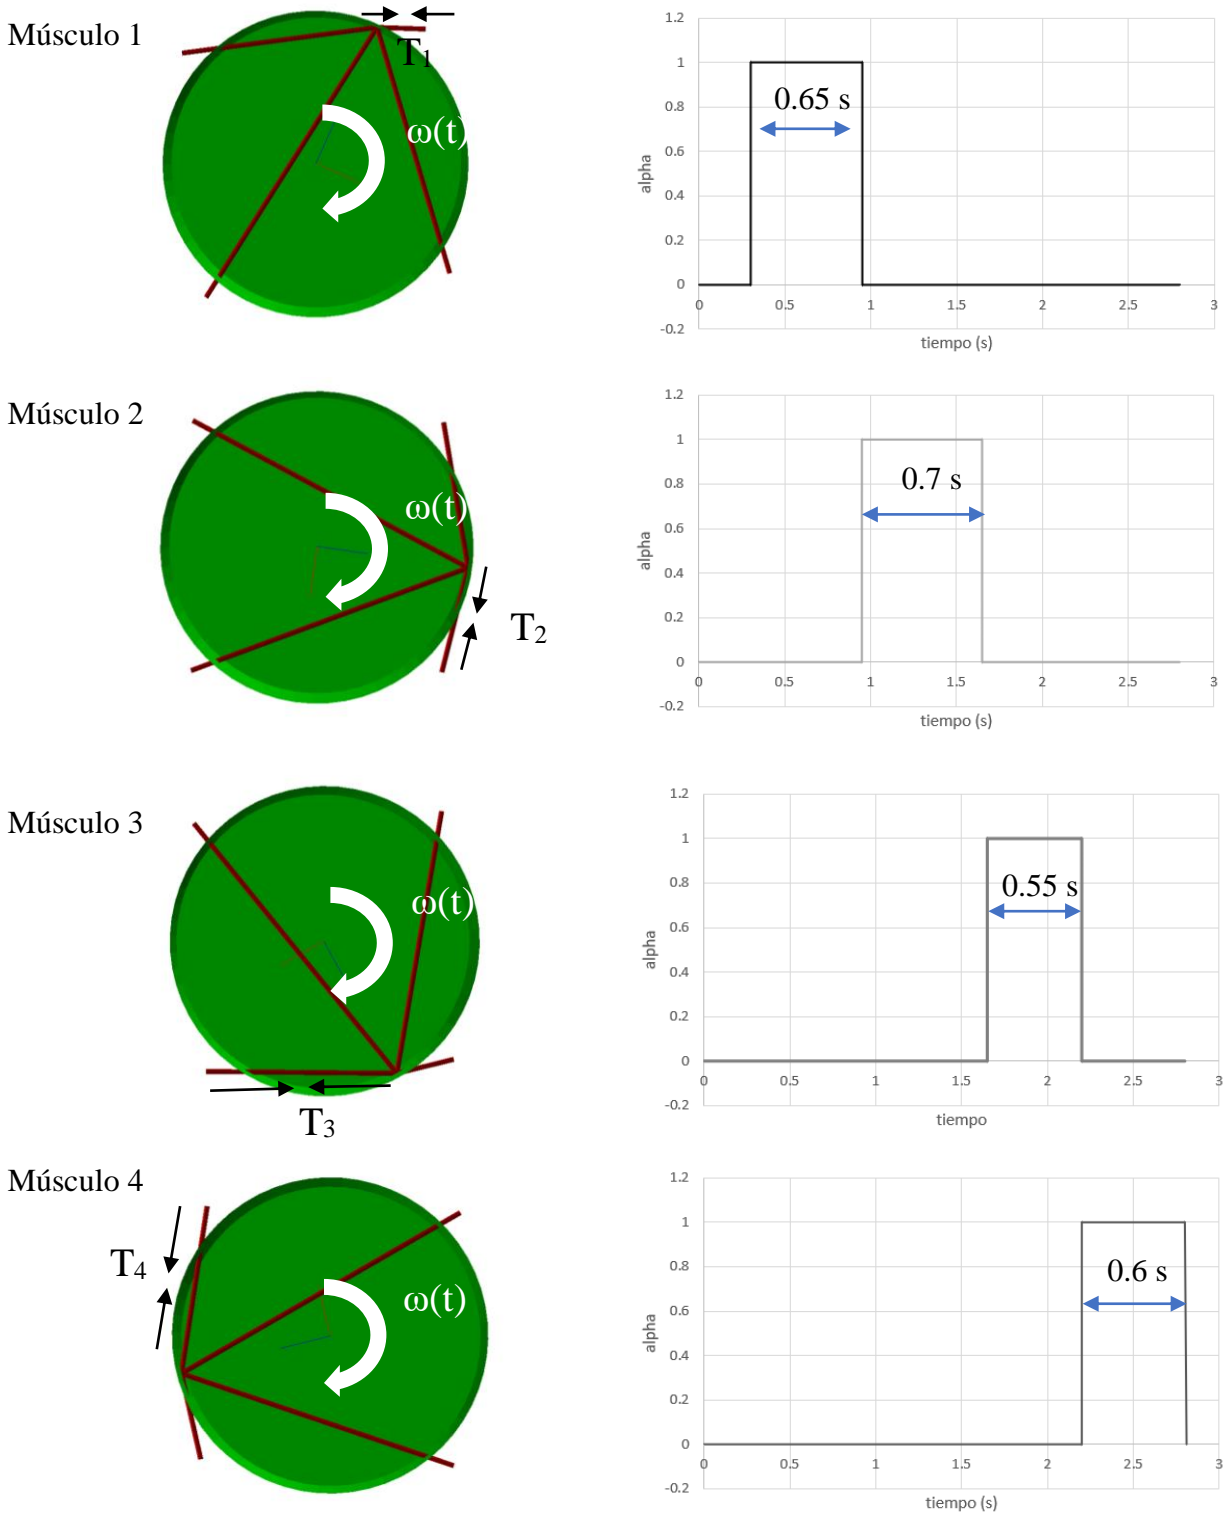 Músculo 1
T1
ω(t)
1.2
1
0.8
0.6
0.4
0.2
0
-0.2
alpha
0.65 s
0
0.5
1
1.5
2
2.5
3
tiempo (s)
Músculo 2
ω(t)
T2
1.2
1
0.8
0.6
0.4
0.2
0
-0.2
alpha
0.7 s
0
0.5
1
1.5
2
2.5
3
tiempo (s)
Músculo 3
ω(t)
T3
1.2
1
0.8
0.6
0.4
0.2
0
-0.2
alpha
0.55 s
0
0.5
1
1.5
2
2.5
3
tiempo
Músculo 4
T4
ω(t)
1.2
1
0.8
0.6
0.4
0.2
0
-0.2
alpha
0.6 s
0
0.5
1
1.5
2
2.5
3
tiempo (s)